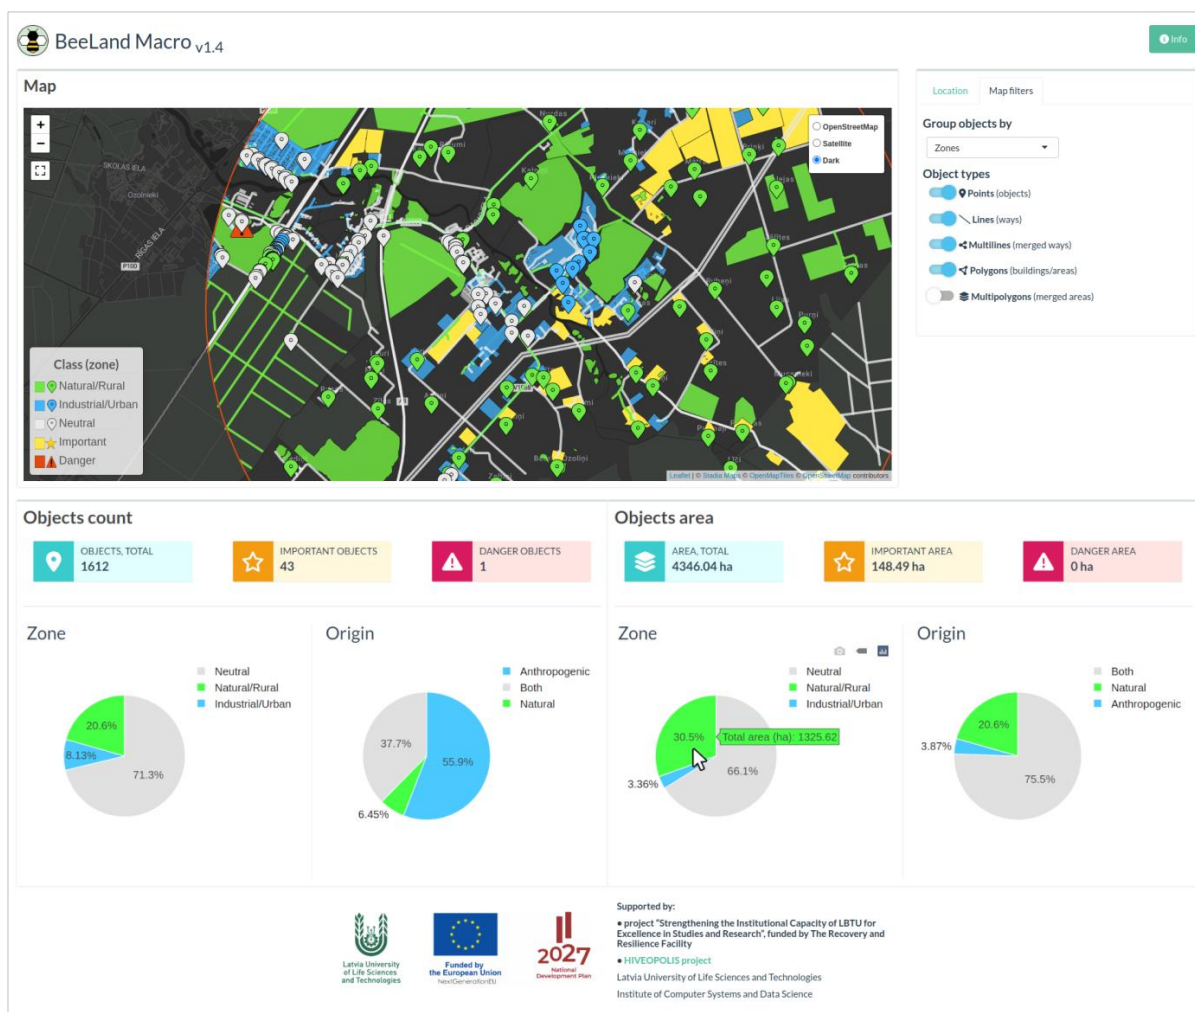 BeeLand Macro v1.4
Info
Map
+
−
SKOLAS IELA
Ozolnieki
RĪGAS IELA
P100
OpenStreetMap
Satellite
Dark
Class (zone)
Natural/Rural
Industrial/Urban
Neutral
Important
Danger
Leaflet | © Stadia Maps © OpenMapTiles © OpenStreetMap contributors
Location
Map filters
Group objects by
Zones
Object types
Points (objects)
Lines (ways)
Multilines (merged ways)
Polygons (buildings/areas)
Multipolygons (merged areas)
Objects count
OBJECTS, TOTAL
1612
IMPORTANT OBJECTS
43
DANGER OBJECTS
1
Objects area
AREA, TOTAL
4346.04 ha
IMPORTANT AREA
148.49 ha
DANGER AREA
0 ha
Zone
Neutral
Natural/Rural
Industrial/Urban
20.6%
8.13%
71.3%
Origin
Anthropogenic
Both
Natural
37.7%
55.9%
6.45%
Zone
Neutral
Natural/Rural
Industrial/Urban
30.5%
Total area (ha): 1325.62
66.1%
3.36%
Origin
Both
Natural
Anthropogenic
20.6%
3.87%
75.5%
Latvia University
of Life Sciences
and Technologies
Funded by
the European Union
NextGenerationEU
2027
National
Development Plan
Supported by:
• project "Strengthening the Institutional Capacity of LBTU for
Excellence in Studies and Research", funded by The Recovery and
Resilience Facility
• HIVEOPOLIS project
Latvia University of Life Sciences and Technologies
Institute of Computer Systems and Data Science